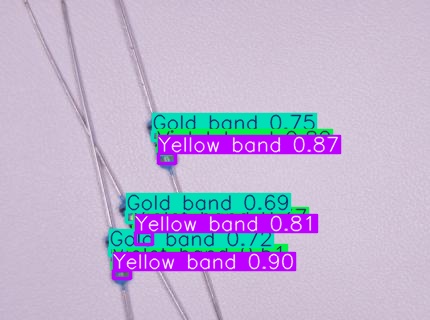 Gold band 0.75
Yellow band 0.87
Gold band 0.69
Yellow band 0.81
Gold band 0.72
Yellow band 0.90